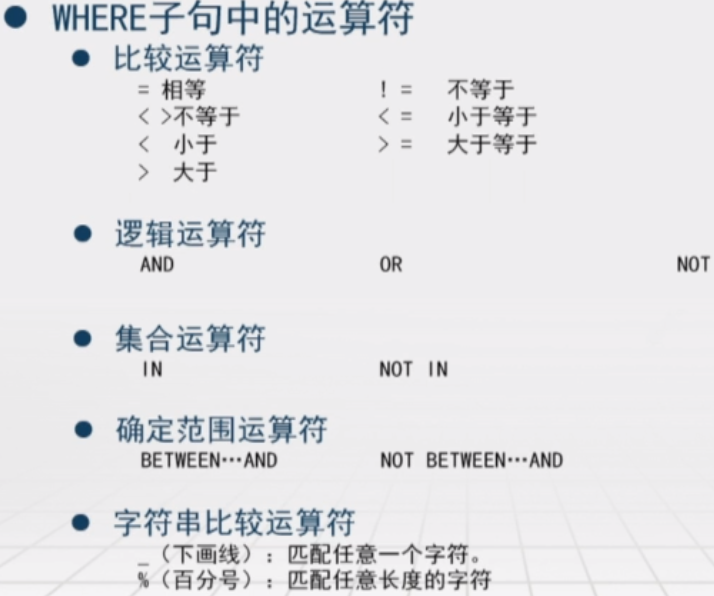 WHERE子句中的运算符
比较运算符
= 相等 ! = 不等于
< >不等于 < = 小于等于
< 小于 > = 大于等于
> 大于
逻辑运算符
AND OR NOT
集合运算符
IN NOT IN
确定范围运算符
BETWEEN…AND NOT BETWEEN…AND
字符串比较运算符
_（下画线）：匹配任意一个字符。
%（百分号）：匹配任意长度的字符